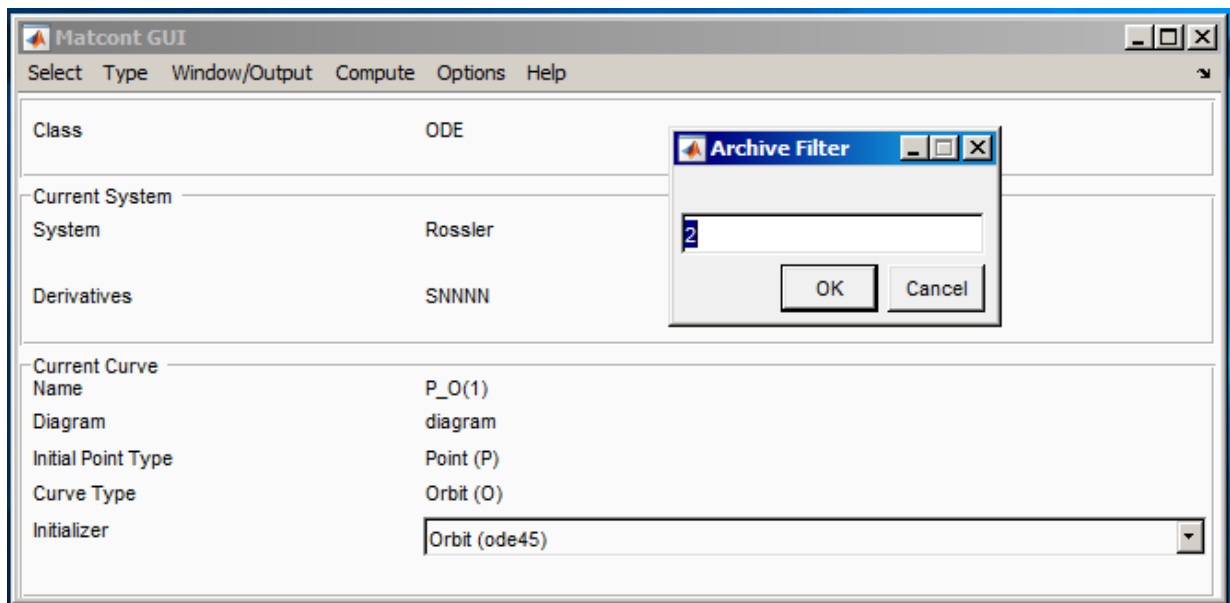 Matcont GUI
Select Type Window/Output Compute Options Help
Class ODE
Archive Filter
2
OK Cancel
Current System
System Rossler
Derivatives SNNNN
Current Curve
Name P_O(1)
Diagram diagram
Initial Point Type Point (P)
Curve Type Orbit (O)
Initializer Orbit (ode45)